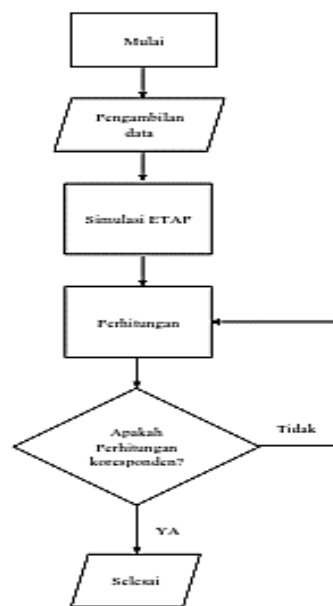 Mulai
Pengambilan
data
Simulasi ETAP
Perhitungan
Apakah
Perhitungan
koresponden?
Tidak
YA
Selesai